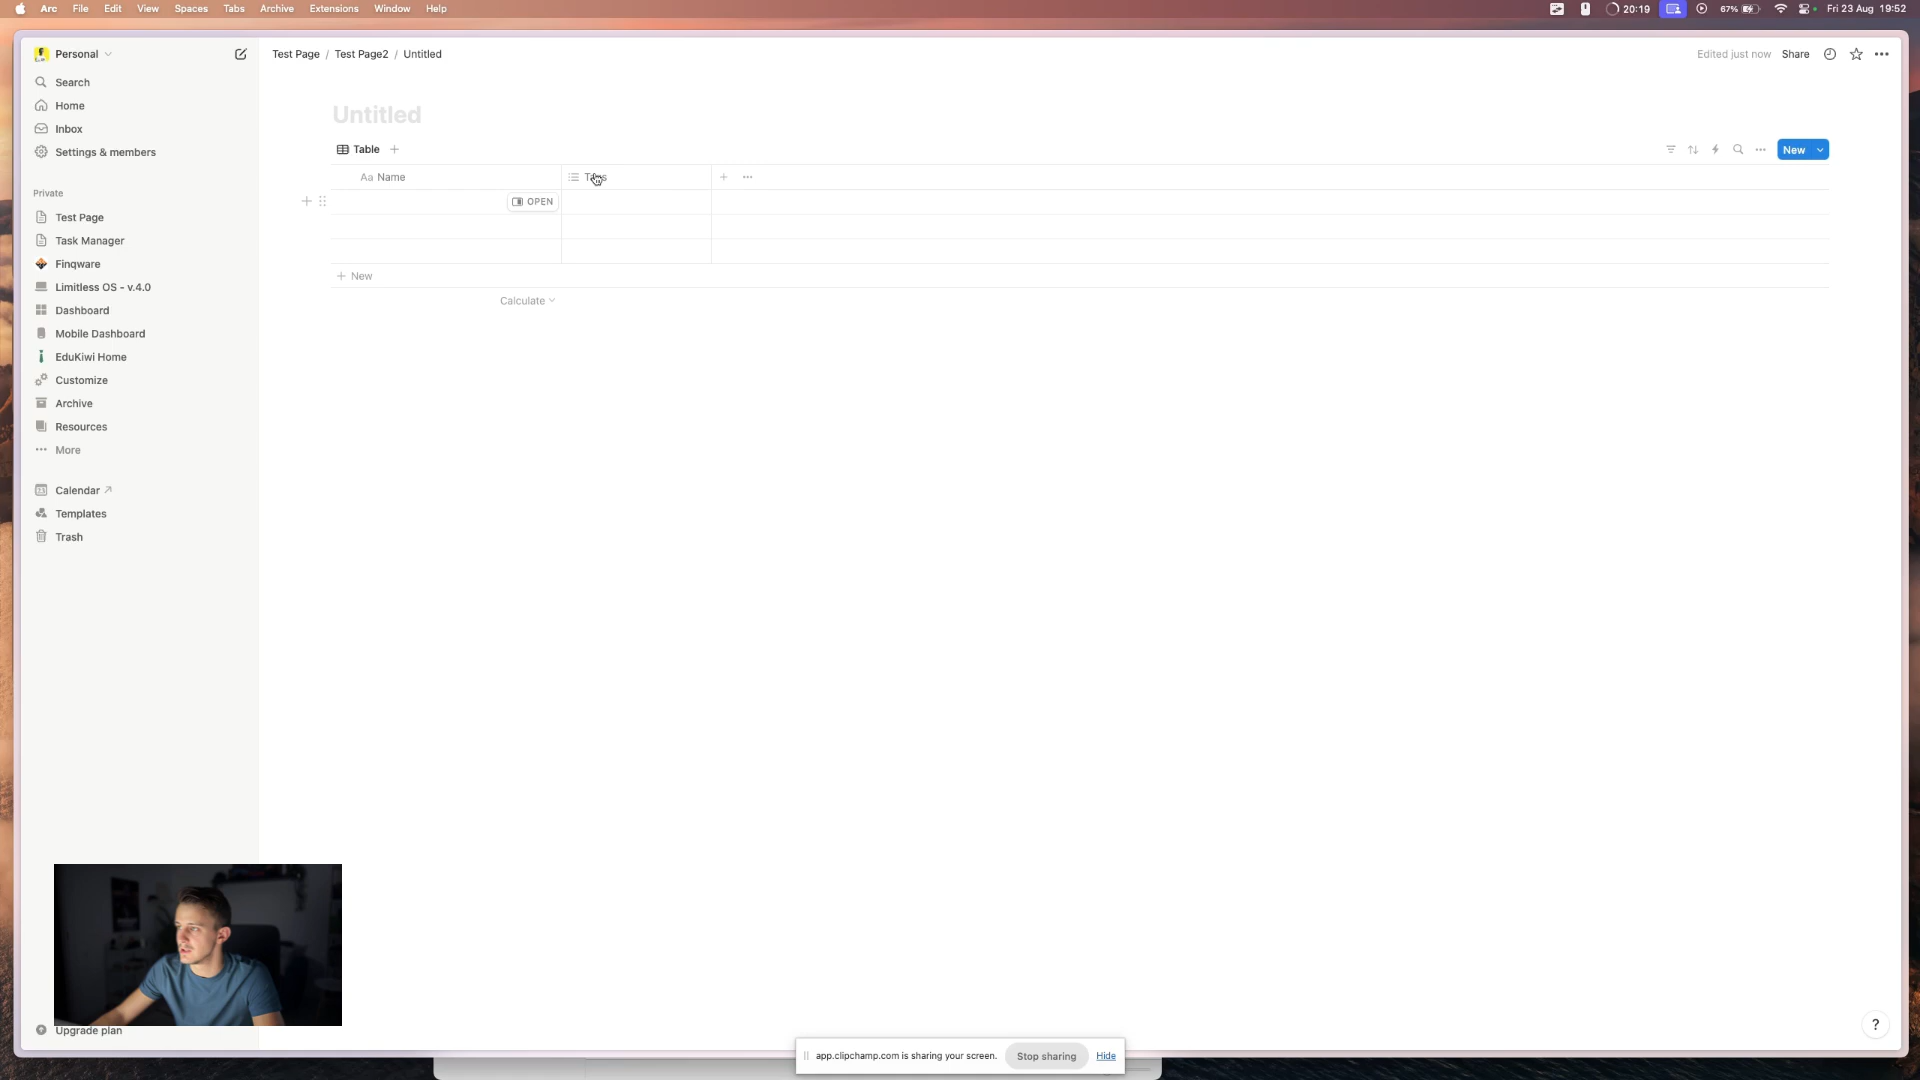 Arc File Edit View Spaces Tabs Archive Extensions Window Help 20:19 67% Fri 23 Aug 19:52
Personal
Test Page / Test Page2 / Untitled
Edited just now Share
Search
Home
Inbox
Settings & members
Private
Test Page
Task Manager
Finqware
Limitless OS - v.4.0
Dashboard
Mobile Dashboard
EduKiwi Home
Customize
Archive
Resources
More
Calendar
Templates
Trash
Upgrade plan
Untitled
Table
New
Aa Name
OPEN
New
Calculate
?
app.clipchamp.com is sharing your screen. Stop sharing Hide